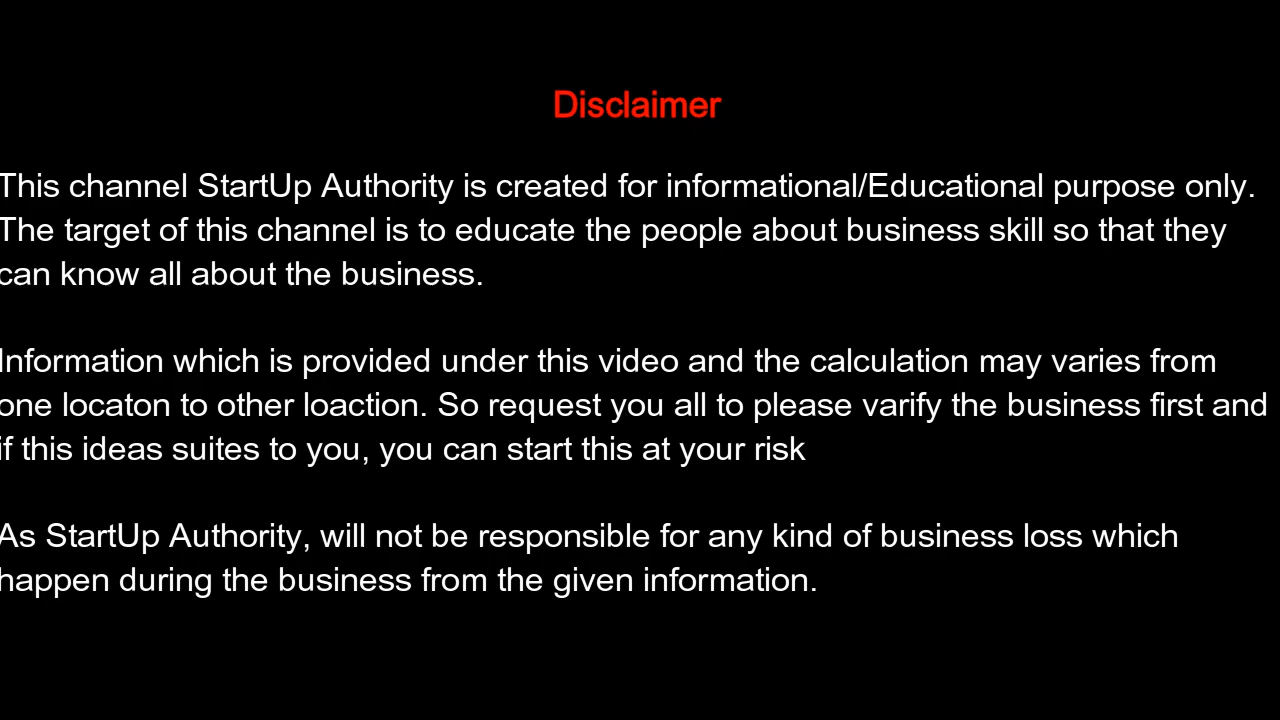 Disclaimer
This channel StartUp Authority is created for informational/Educational purpose only.
The target of this channel is to educate the people about business skill so that they
can know all about the business.
Information which is provided under this video and the calculation may varies from
one locaton to other loaction. So request you all to please varify the business first and
if this ideas suites to you, you can start this at your risk
As StartUp Authority, will not be responsible for any kind of business loss which
happen during the business from the given information.